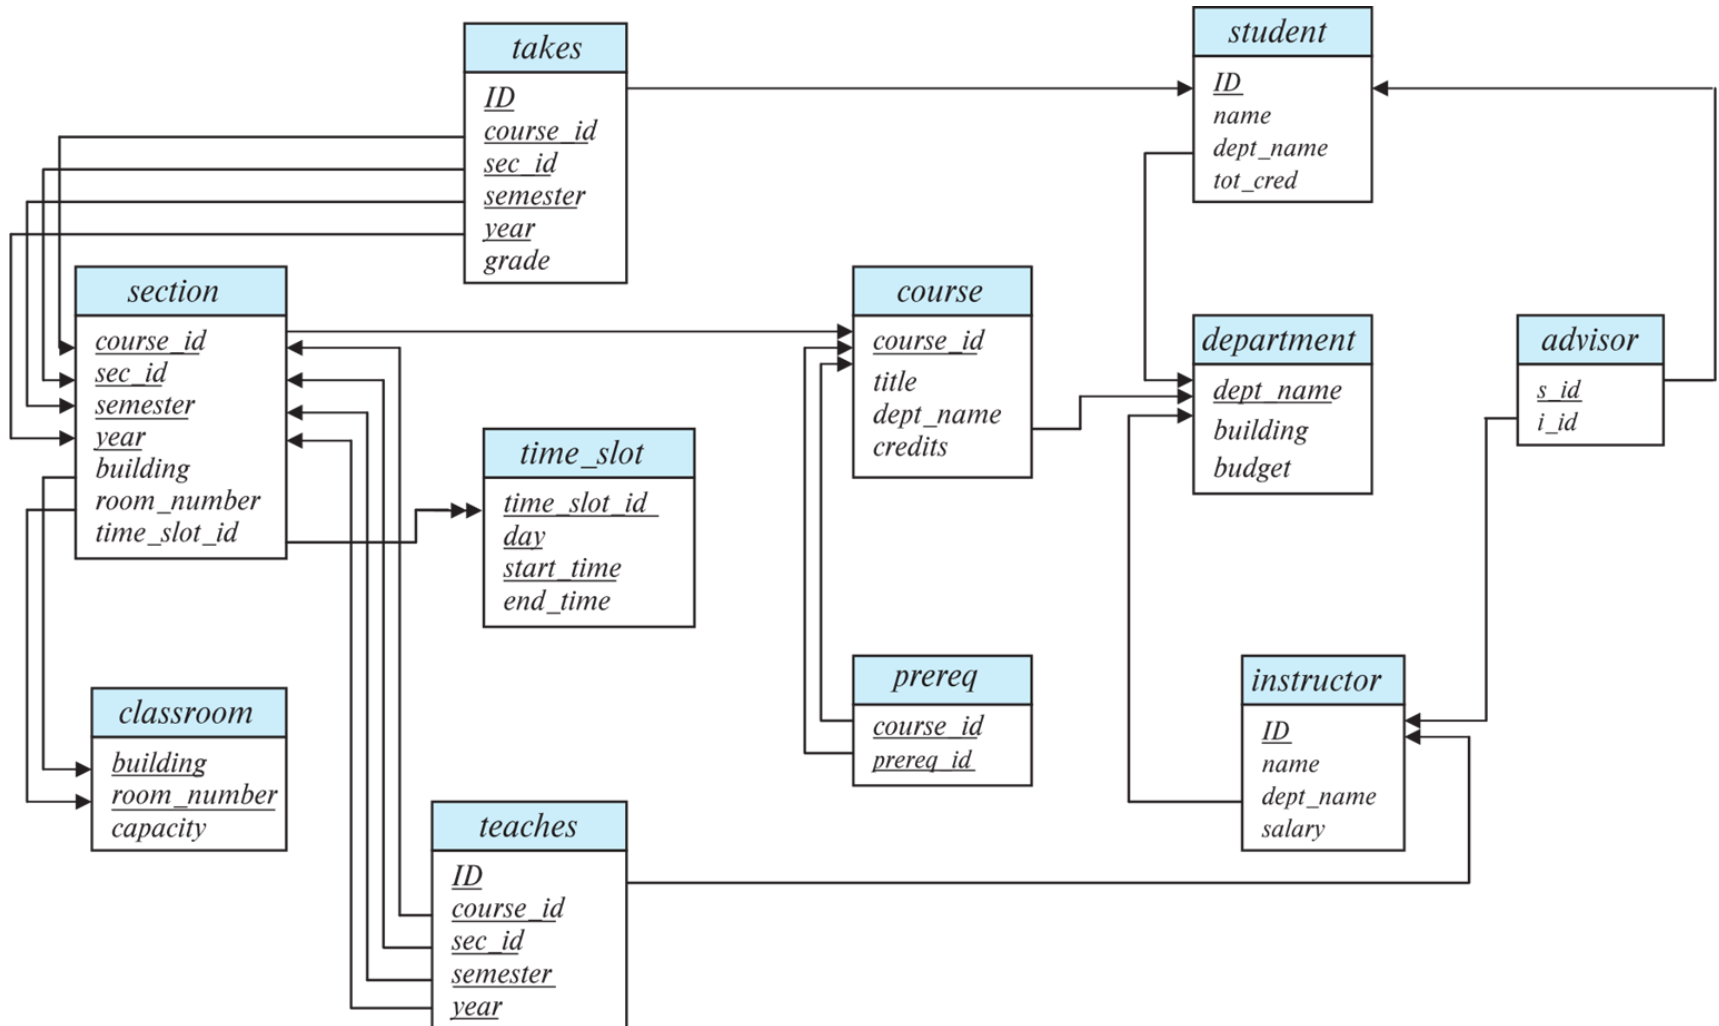 takes
ID
course_id
sec_id
semester
year
grade
student
ID
name
dept_name
tot_cred
section
course_id
sec_id
semester
year
building
room_number
time_slot_id
course
course_id
title
dept_name
credits
department
dept_name
building
budget
advisor
s_id
i_id
time_slot
time_slot_id
day
start_time
end_time
prereq
course_id
prereq_id
instructor
ID
name
dept_name
salary
classroom
building
room_number
capacity
teaches
ID
course_id
sec_id
semester
year